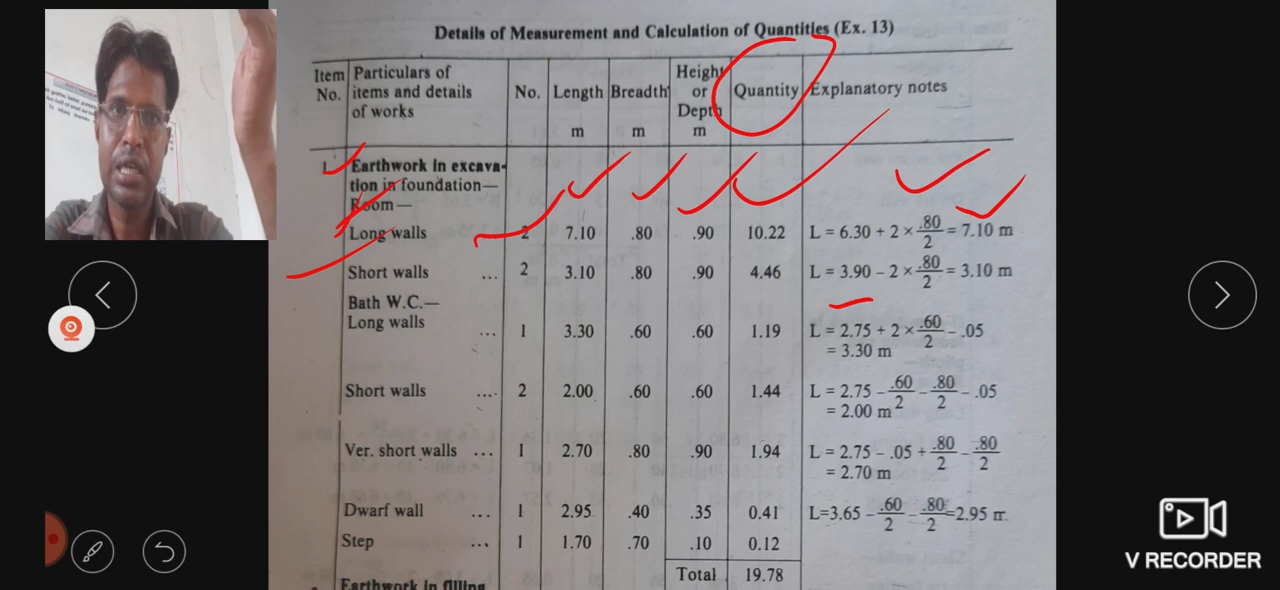 Details of Measurement and Calculation of Quantities (Ex. 13)
Item No. Particulars of items and details of works No. Length m Breadth m Height or Depth m Quantity Explanatory notes
1. Earthwork in excava-
tion in foundation—
Room—
Long walls 2 7.10 .80 .90 10.22 L = 6.30 + 2 × .80/2 = 7.10 m
Short walls ... 2 3.10 .80 .90 4.46 L = 3.90 − 2 × .80/2 = 3.10 m
Bath W.C.—
Long walls ... 1 3.30 .60 .60 1.19 L = 2.75 + 2 × .60/2 − .05
= 3.30 m
Short walls .... 2 2.00 .60 .60 1.44 L = 2.75 − .60/2 − .80/2 − .05
= 2.00 m
Ver. short walls ... 1 2.70 .80 .90 1.94 L = 2.75 − .05 + .80/2 − .80/2
= 2.70 m
Dwarf wall ... 1 2.95 .40 .35 0.41 L=3.65 − .60/2 − .80/2 =2.95 m.
Step ... 1 1.70 .70 .10 0.12
Total 19.78
Earthwork in filling
V RECORDER